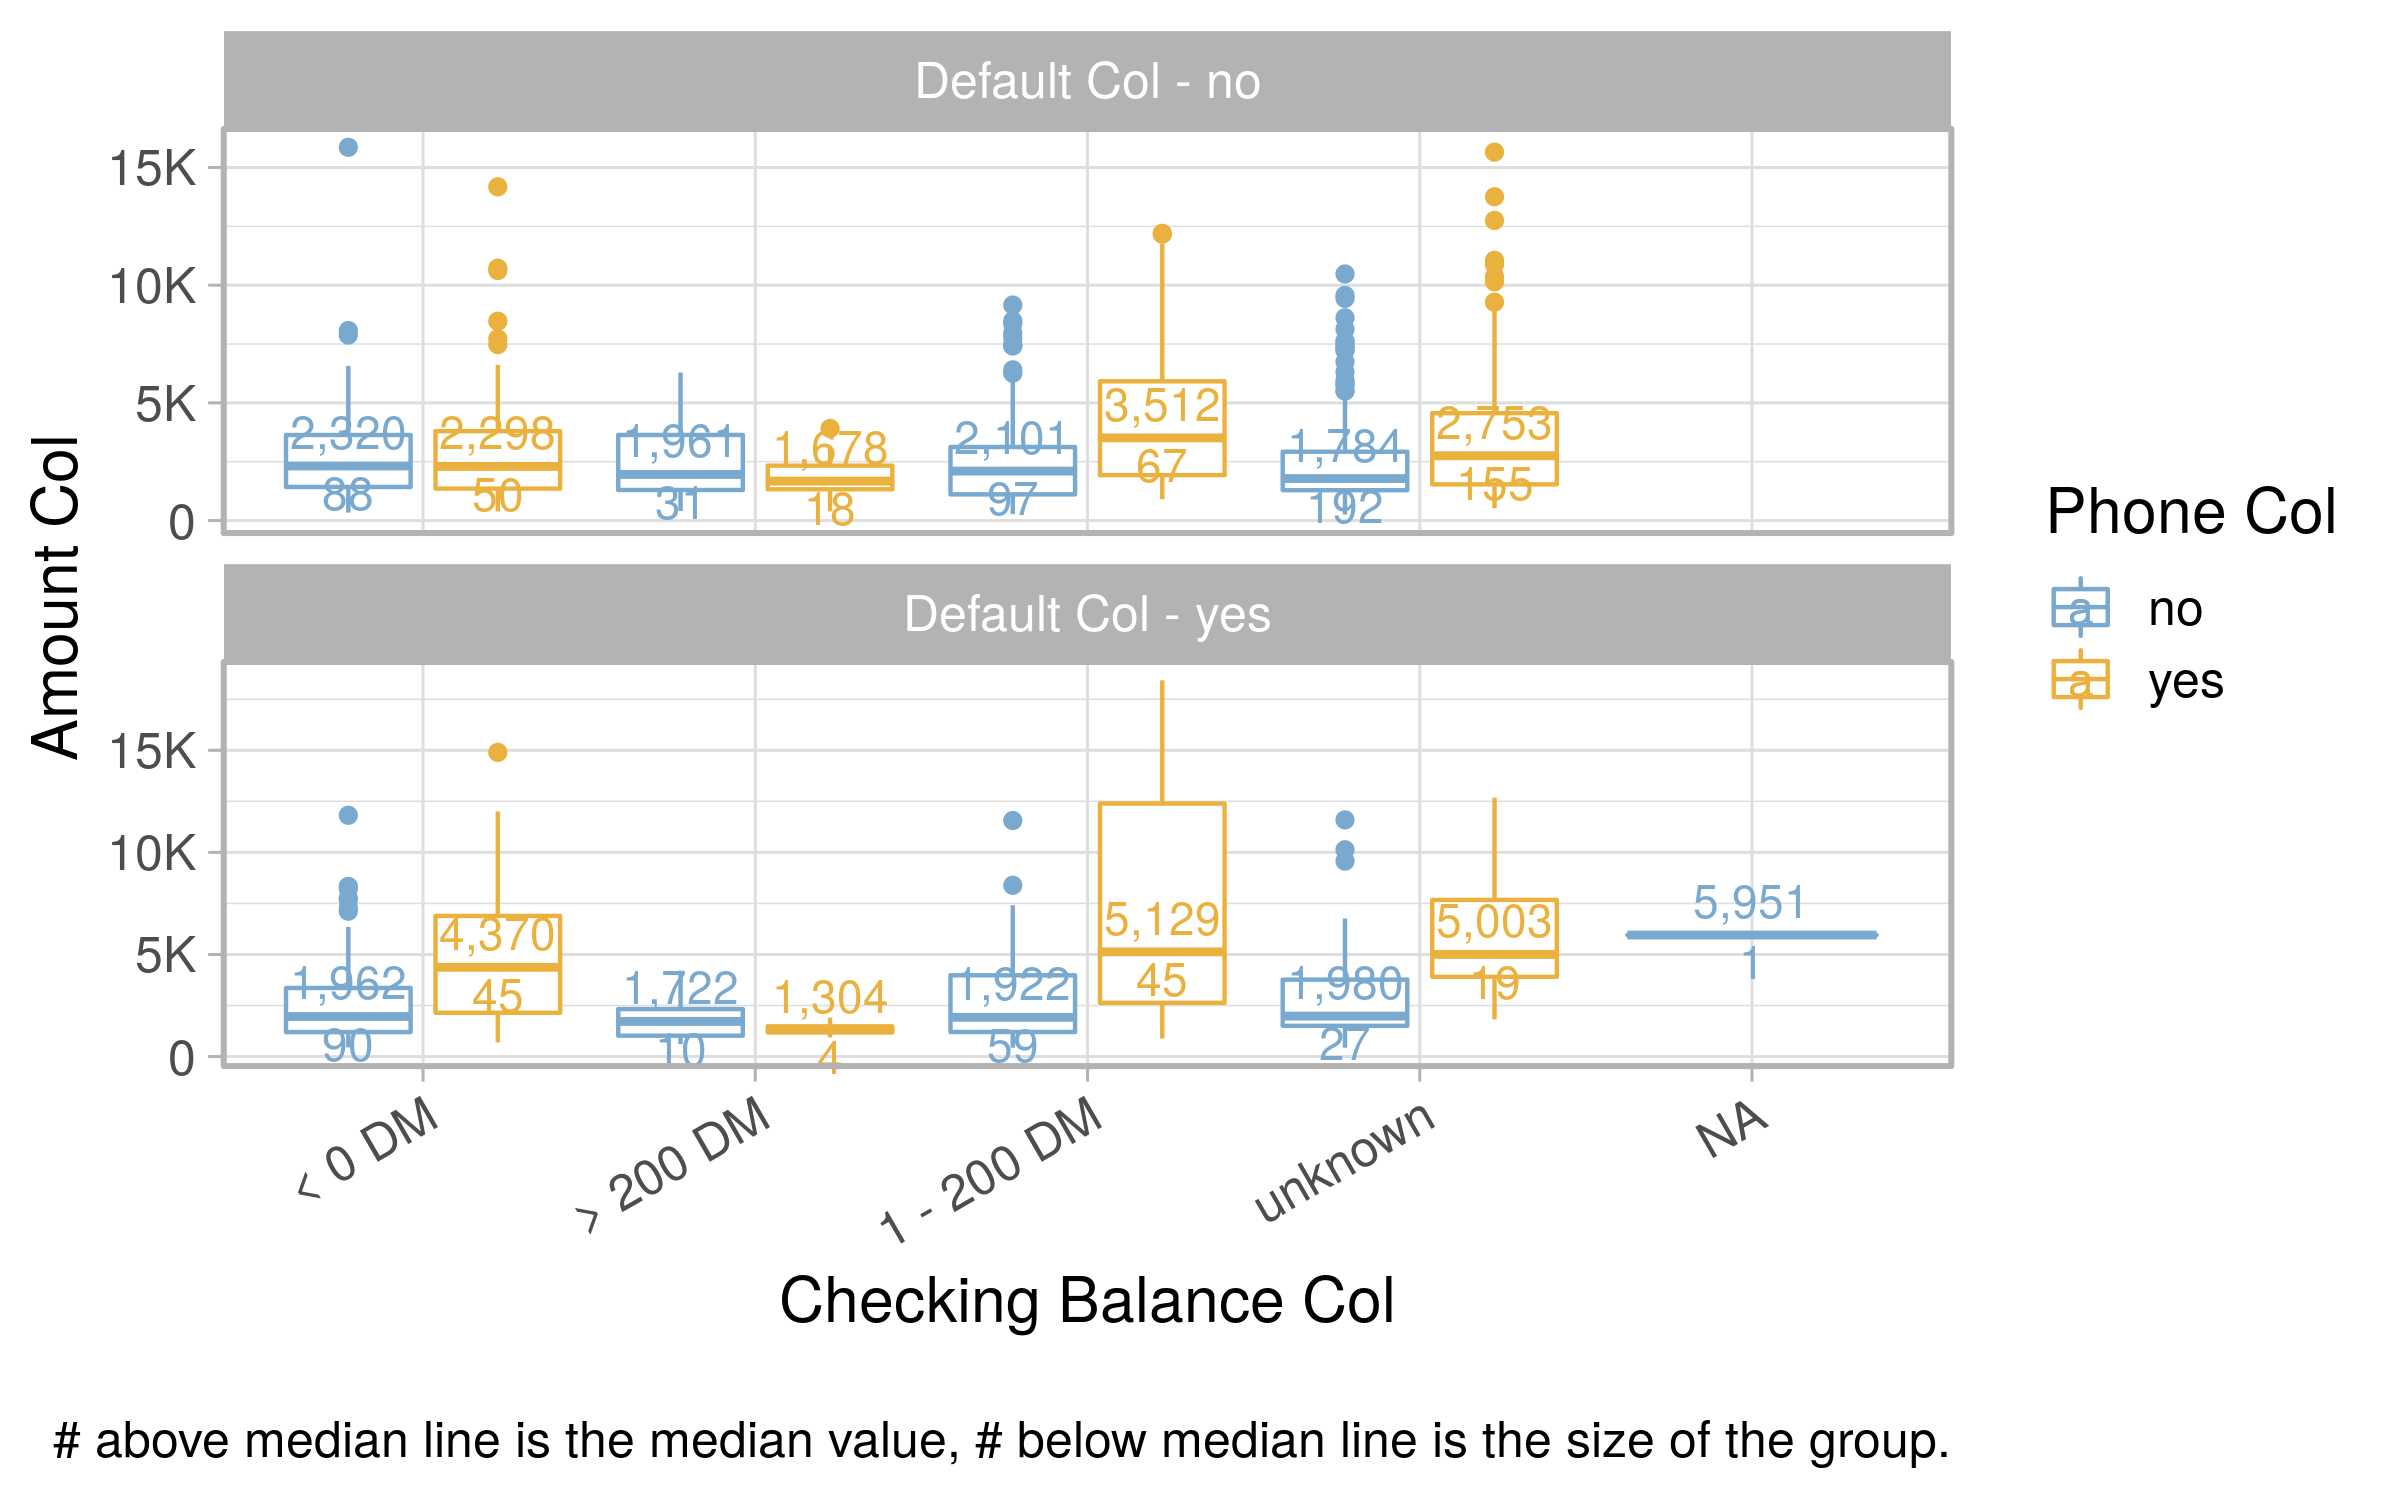 Default Col - no
15K
10K
5K
0
2,320
2,298
1,961
1,678
2,101
3,512
1,784
2,753
88
50
31
18
97
67
192
155
Amount Col
Default Col - yes
15K
10K
5K
0
1,962
4,370
1,722
1,304
1,922
5,129
1,980
5,003
5,951
90
45
10
4
59
45
27
19
1
< 0 DM
> 200 DM
1 - 200 DM
unknown
NA
Checking Balance Col
Phone Col
a no
a yes
# above median line is the median value, # below median line is the size of the group.